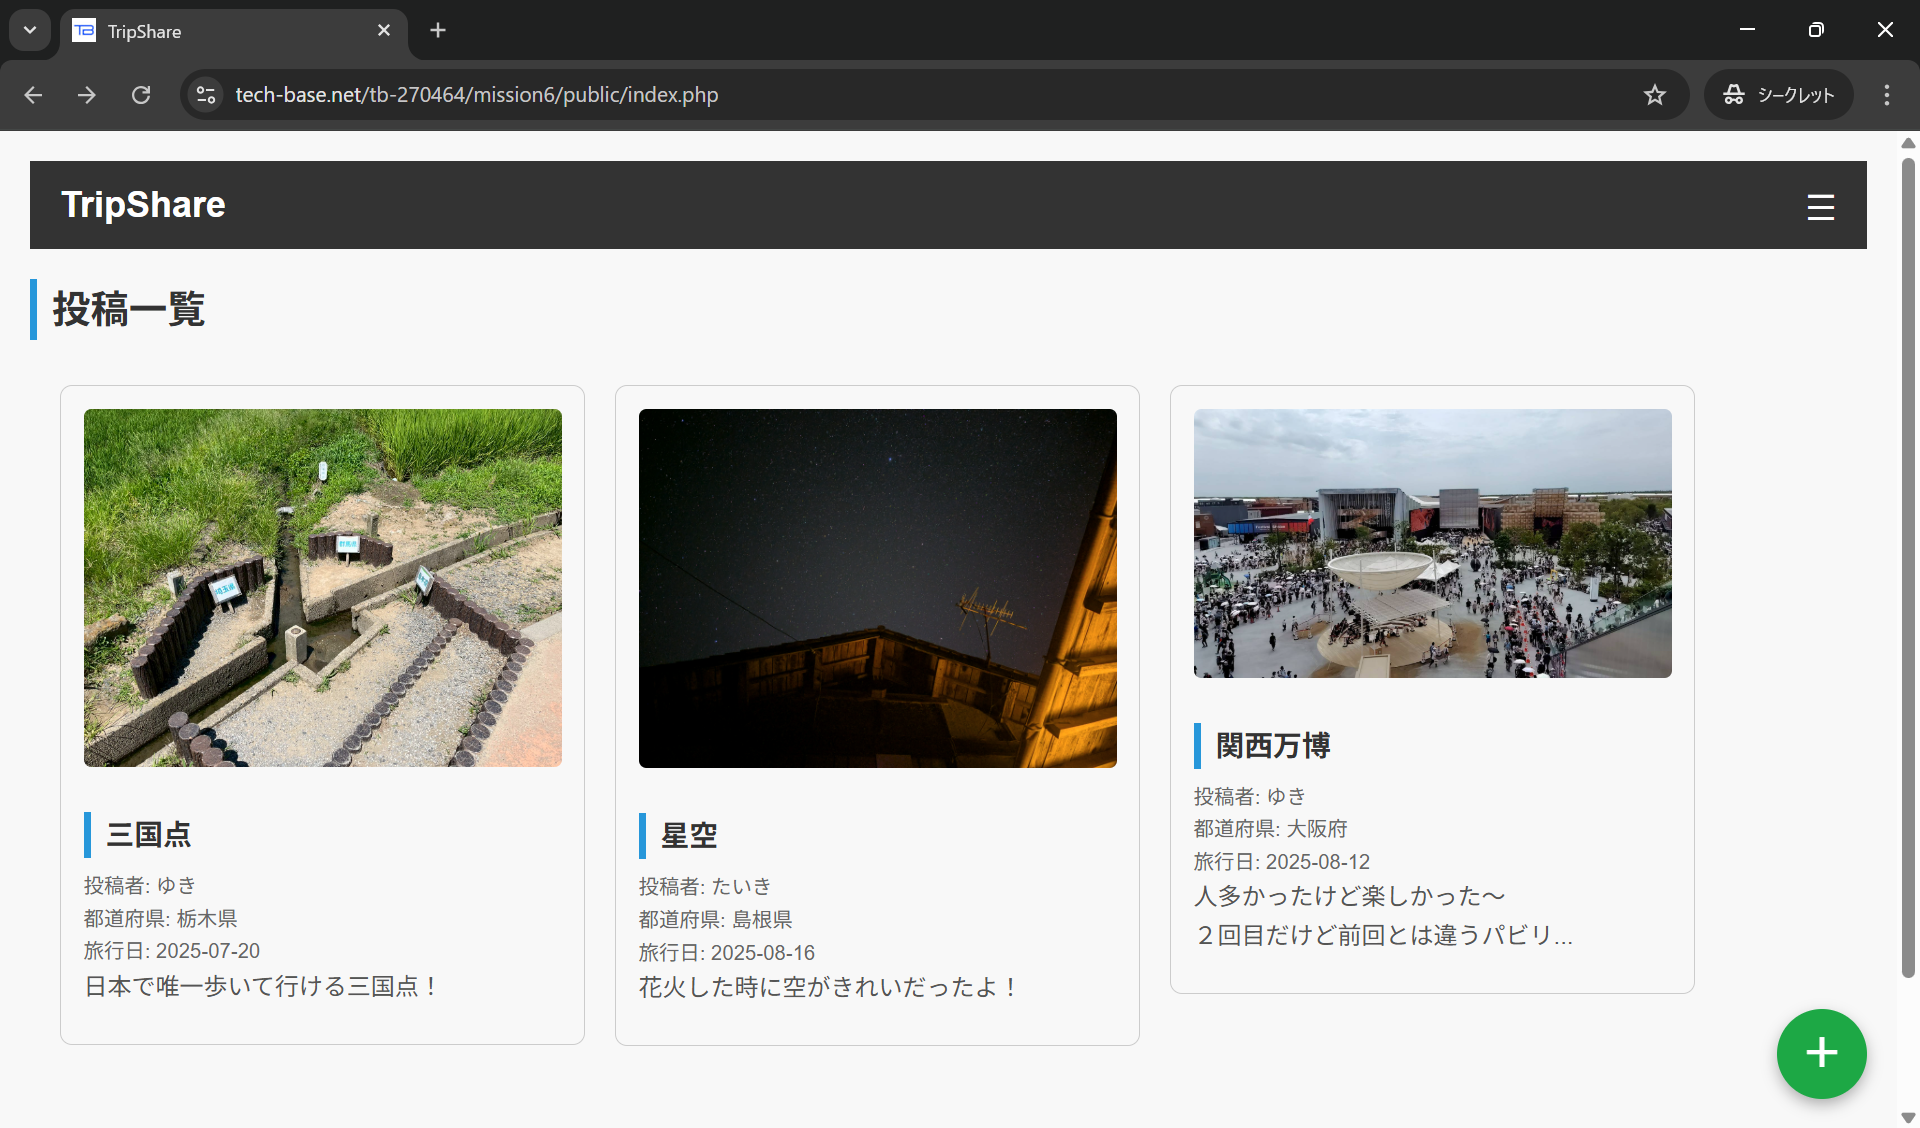 TripShare
tech-base.net/tb-270464/mission6/public/index.php
シークレット
TripShare
投稿一覧
三国点
投稿者: ゆき
都道府県: 栃木県
旅行日: 2025-07-20
日本で唯一歩いて行ける三国点！
星空
投稿者: たいき
都道府県: 島根県
旅行日: 2025-08-16
花火した時に空がきれいだったよ！
関西万博
投稿者: ゆき
都道府県: 大阪府
旅行日: 2025-08-12
人多かったけど楽しかった～
２回目だけど前回とは違うパビリ...